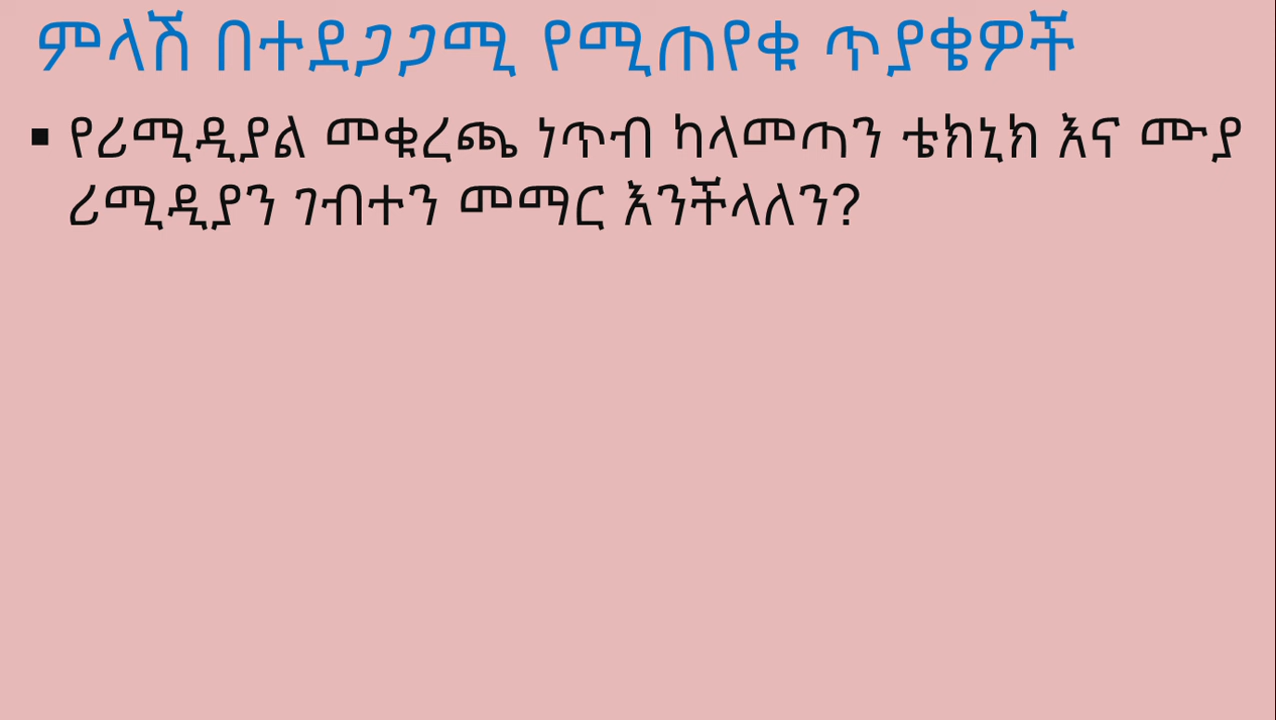 ምላሽ በተደጋጋሚ የሚጠየቁ ጥያቄዎች
▪ የሪሚዲያል መቁረጫ ነጥብ ካላመጣን ቴክኒክ እና ሙያ
ሪሚዲያን ገብተን መማር እንችላለን?